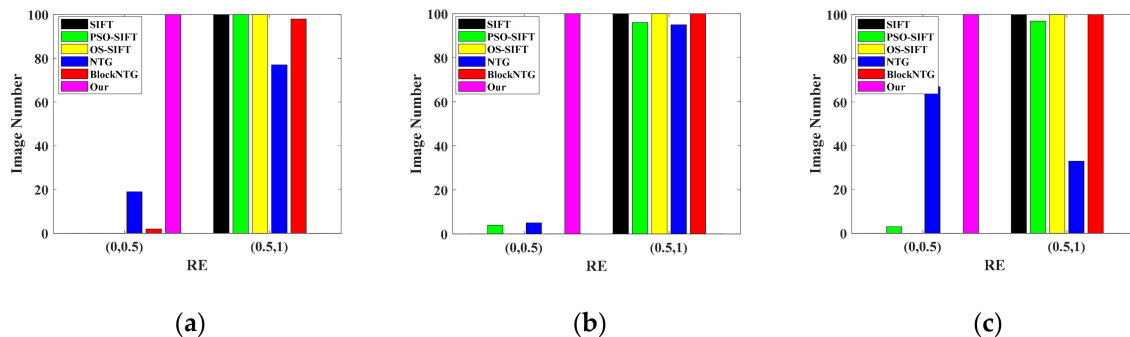 100
80
60
40
20
0
Image Number
SIFT
PSO-SIFT
OS-SIFT
NTG
BlockNTG
Our
(0,0.5)
(0.5,1)
RE
(a)
100
80
60
40
20
0
Image Number
SIFT
PSO-SIFT
OS-SIFT
NTG
BlockNTG
Our
(0,0.5)
(0.5,1)
RE
(b)
100
80
60
40
20
0
Image Number
SIFT
PSO-SIFT
OS-SIFT
NTG
BlockNTG
Our
(0,0.5)
(0.5,1)
RE
(c)